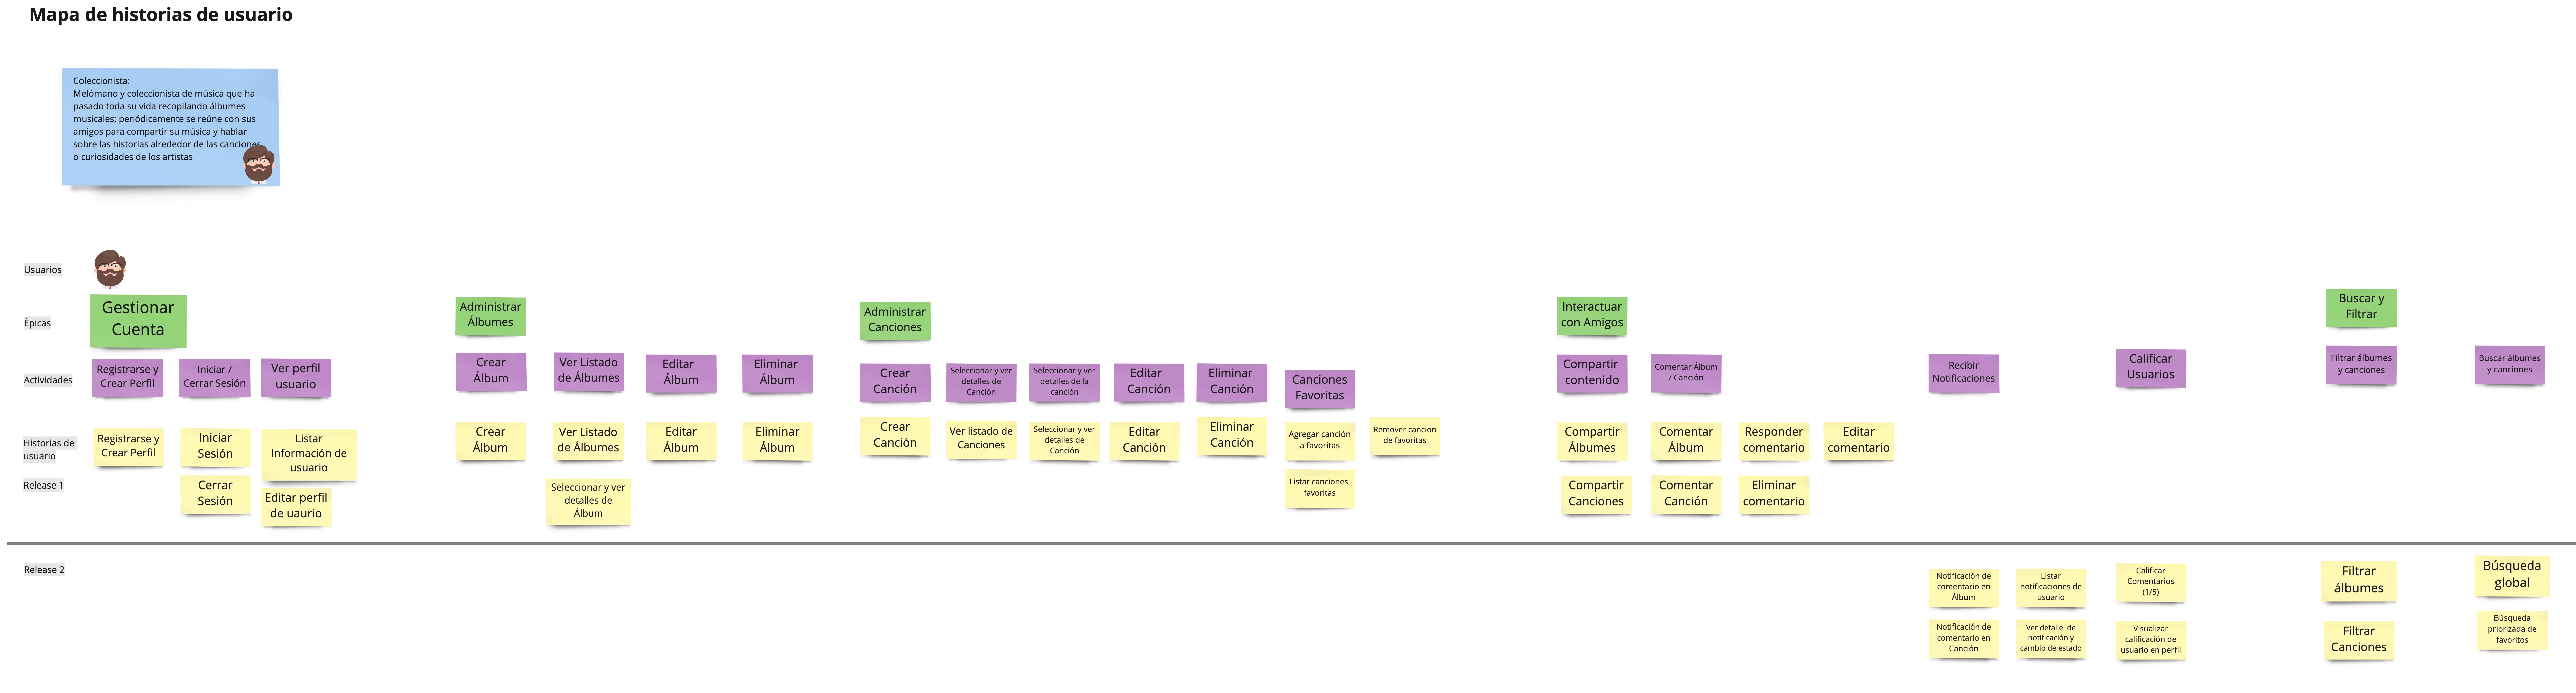 Mapa de historias de usuario
Coleccionista:
Melómano y coleccionista de música que ha
pasado toda su vida recopilando álbumes
musicales; periódicamente se reúne con sus
amigos para compartir su música y hablar
sobre las historias alrededor de las canciones
o curiosidades de los artistas
Usuarios
Épicas
Gestionar
Cuenta
Administrar
Álbumes
Administrar
Canciones
Interactuar
con Amigos
Buscar y
Filtrar
Actividades
Registrarse y
Crear Perfil
Iniciar /
Cerrar Sesión
Ver perfil
usuario
Crear
Álbum
Ver Listado
de Álbumes
Editar
Álbum
Eliminar
Álbum
Crear
Canción
Seleccionar y ver
detalles de
Canción
Seleccionar y ver
detalles de la
canción
Editar
Canción
Eliminar
Canción
Canciones
Favoritas
Compartir
contenido
Comentar Álbum
/ Canción
Recibir
Notificaciones
Calificar
Usuarios
Filtrar álbumes
y canciones
Buscar álbumes
y canciones
Historias de
usuario
Registrarse y
Crear Perfil
Iniciar
Sesión
Listar
Información de
usuario
Crear
Álbum
Ver Listado
de Álbumes
Editar
Álbum
Eliminar
Álbum
Crear
Canción
Ver listado de
Canciones
Seleccionar y ver
detalles de
Canción
Editar
Canción
Eliminar
Canción
Agregar canción
a favoritas
Remover cancion
de favoritas
Compartir
Álbumes
Comentar
Álbum
Responder
comentario
Editar
comentario
Release 1
Cerrar
Sesión
Editar perfil
de uaurio
Seleccionar y ver
detalles de
Álbum
Listar canciones
favoritas
Compartir
Canciones
Comentar
Canción
Eliminar
comentario
Release 2
Notificación de
comentario en
Álbum
Listar
notificaciones de
usuario
Calificar
Comentarios
(1/5)
Filtrar
álbumes
Búsqueda
global
Notificación de
comentario en
Canción
Ver detalle de
notificación y
cambio de estado
Visualizar
calificación de
usuario en perfil
Filtrar
Canciones
Búsqueda
priorizada de
favoritos